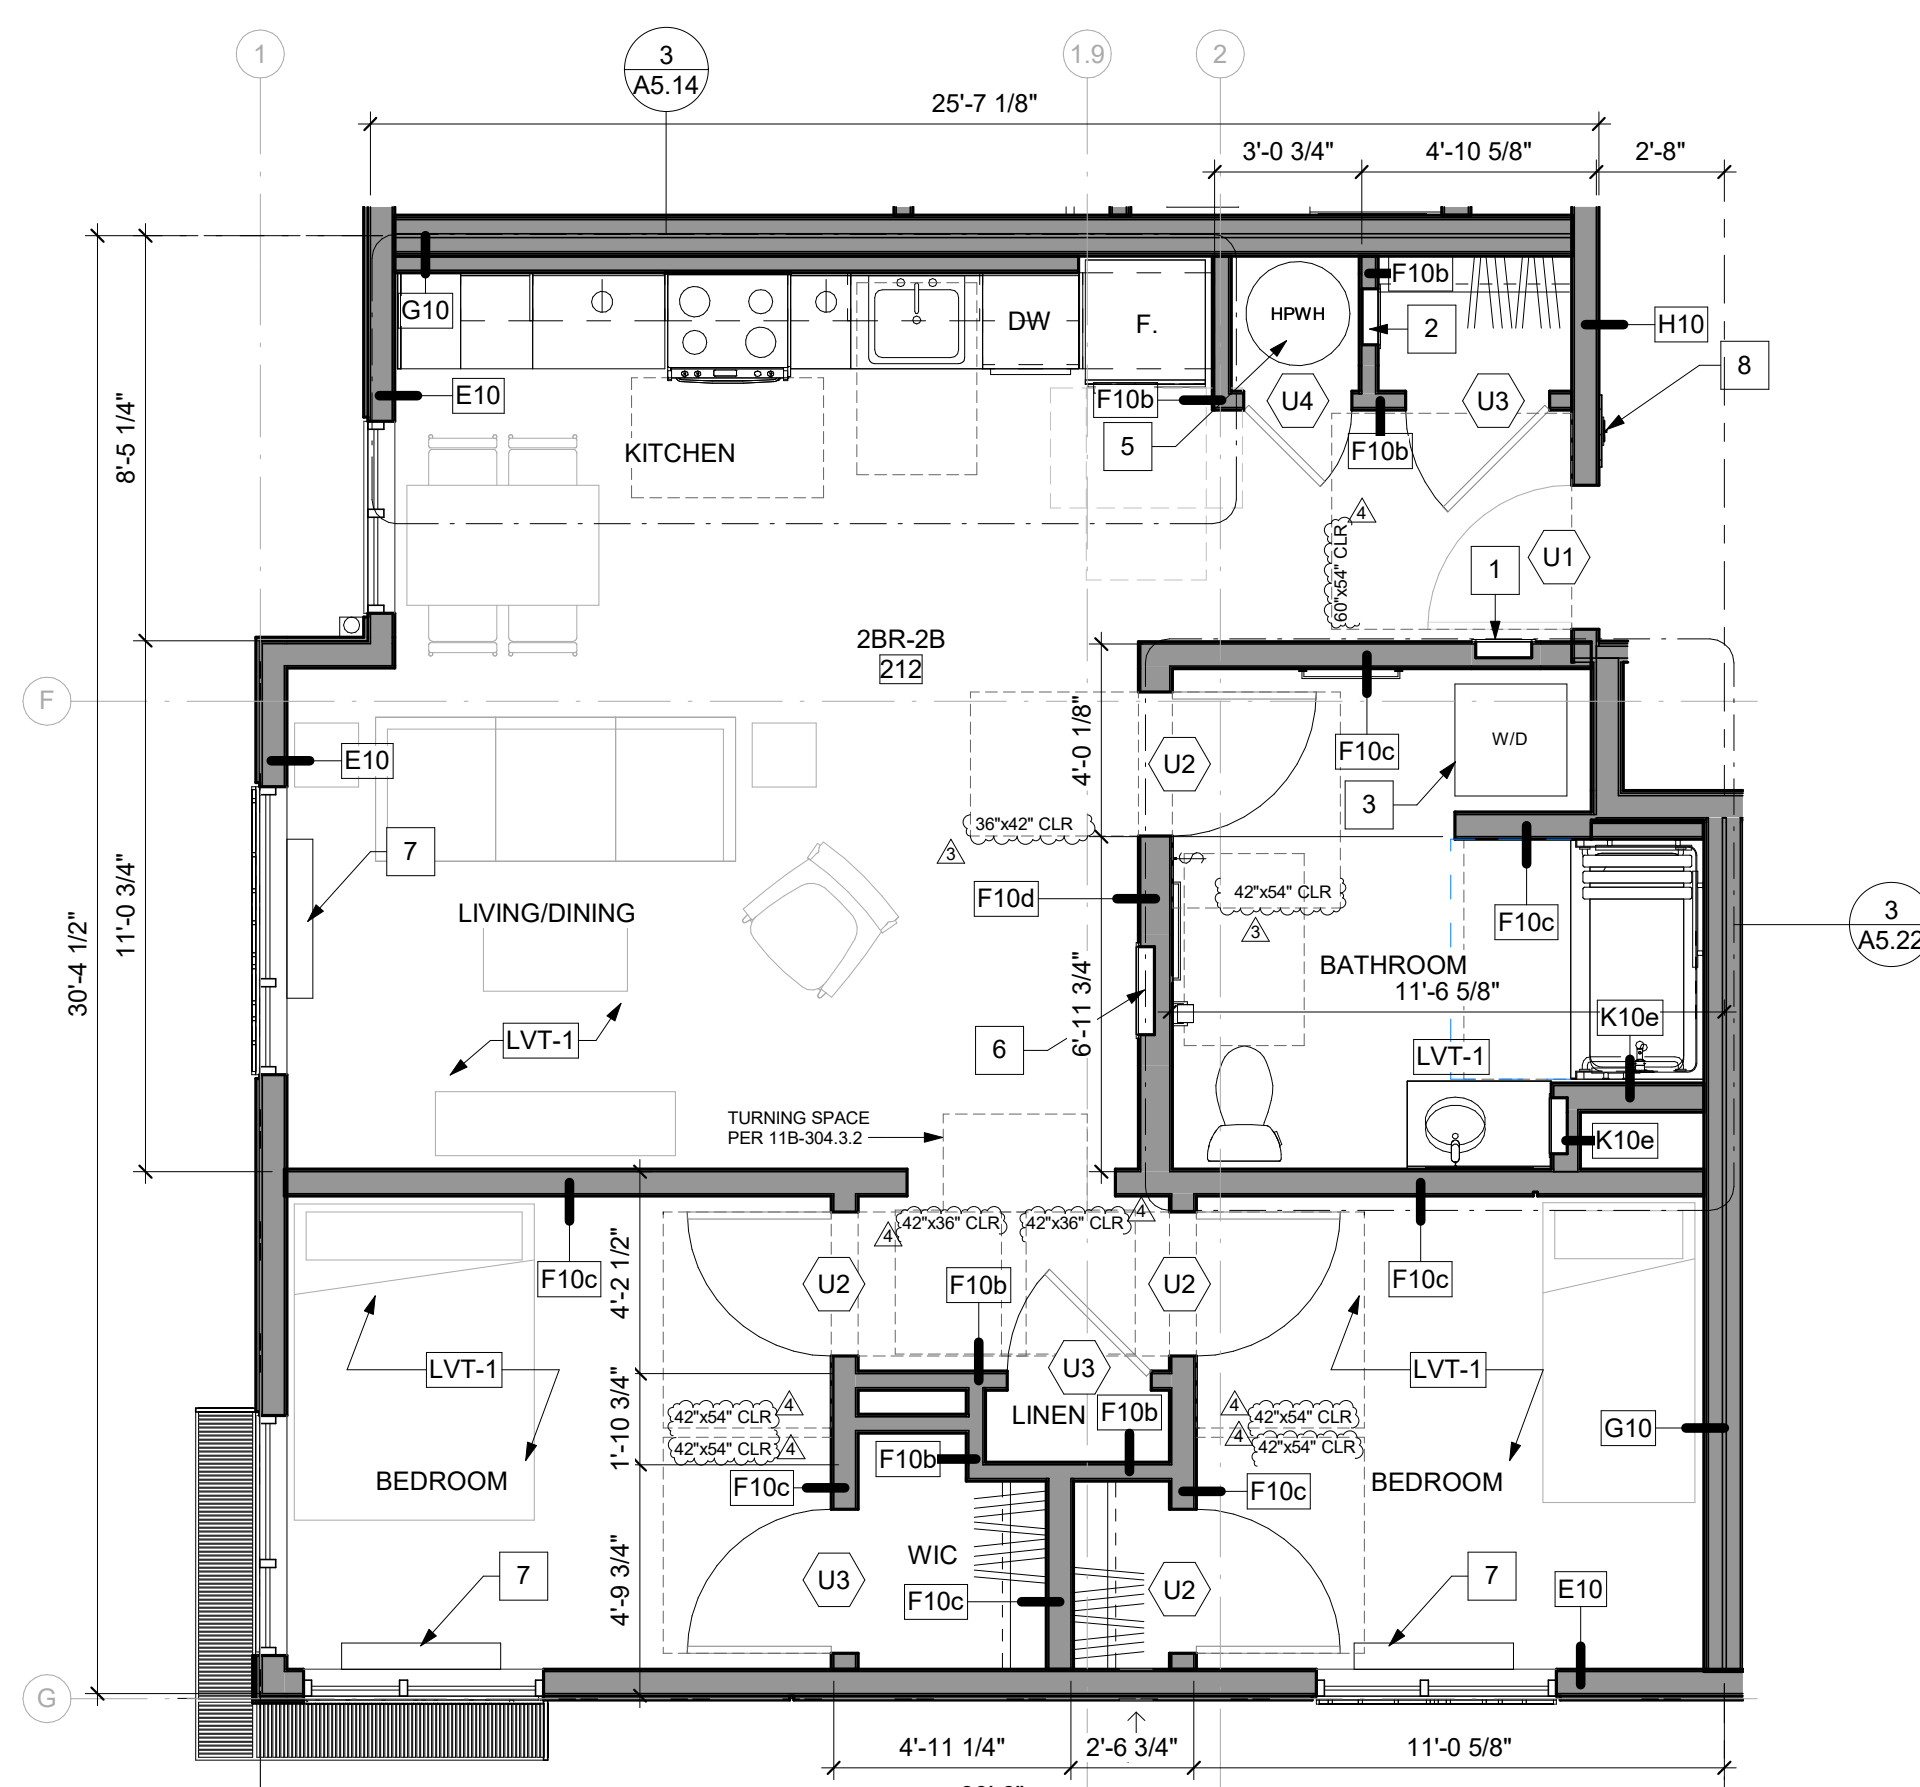 1
3
A5.14
1.9
2
25'-7 1/8"
3'-0 3/4"
4'-10 5/8"
2'-8"
G10
DW
F.
HPWH
F10b
2
H10
8
E10
F10b
U4
U3
KITCHEN
5
F10b
8'-5 1/4"
4
60"x54" CLR
1
U1
2BR-2B
212
F
E10
4'-0 1/8"
U2
F10c
W/D
3
36"x42" CLR
3
7
11'-0 3/4"
30'-4 1/2"
LIVING/DINING
F10d
42"x54" CLR
3
F10c
3
A5.22
BATHROOM
11'-6 5/8"
6'-11 3/4"
K10e
LVT-1
6
LVT-1
TURNING SPACE
PER 11B-304.3.2
K10e
42"x36" CLR
42"x36" CLR
4
4
F10c
4'-2 1/2"
U2
F10b
U2
F10c
LVT-1
U3
LVT-1
1'-10 3/4"
42"x54" CLR
4
LINEN
F10b
4
42"x54" CLR
42"x54" CLR
4
4
42"x54" CLR
G10
F10b
BEDROOM
F10c
F10c
BEDROOM
WIC
7
U3
F10c
U2
7
E10
4'-9 3/4"
G
4'-11 1/4"
2'-6 3/4"
11'-0 5/8"